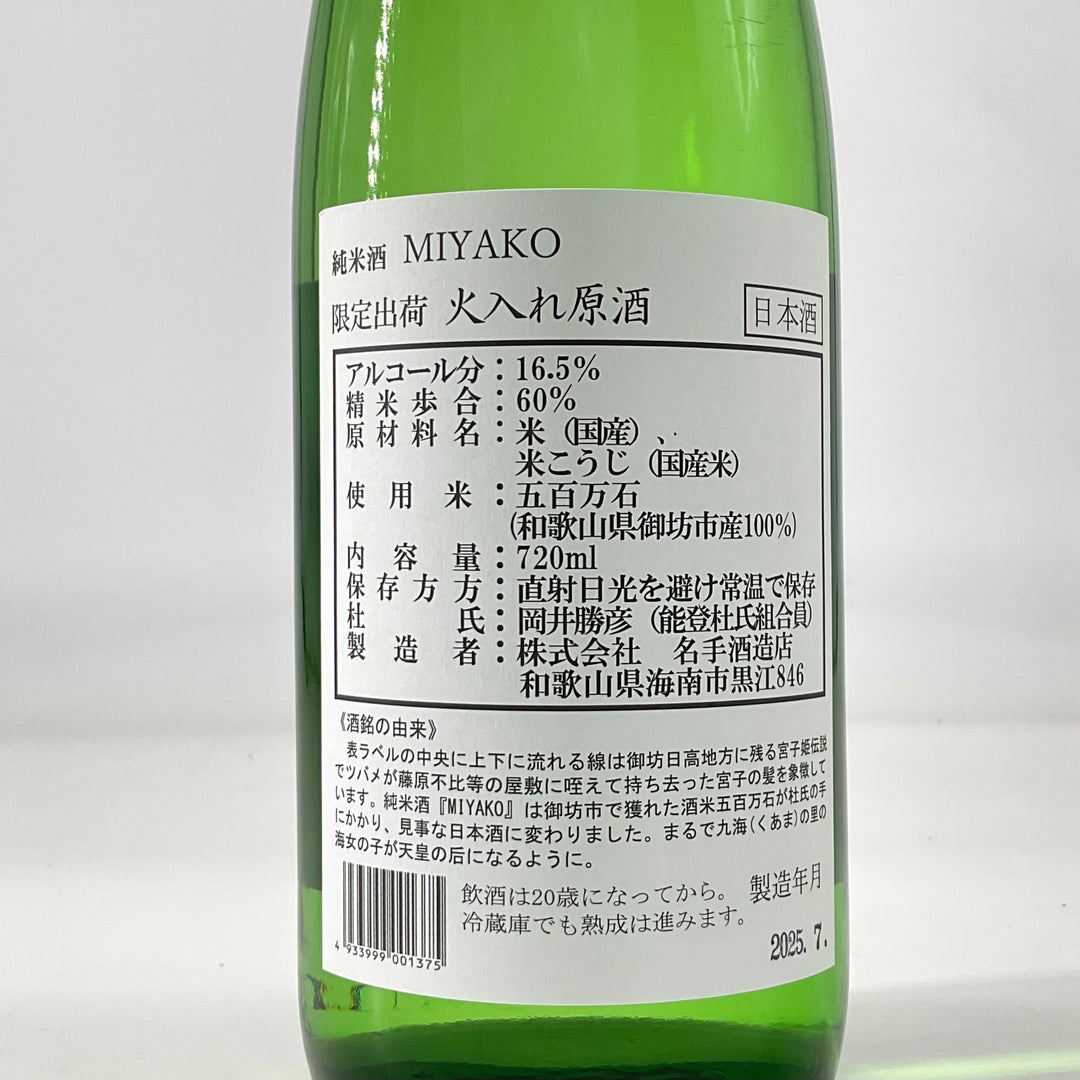 純米酒 MIYAKO
限定出荷 火入れ原酒 日本酒
アルコール分：16.5%
精米歩合：60%
原材料名：米（国産）、
米こうじ（国産米）
使用米：五百万石
(和歌山県御坊市産100%)
内容量：720ml
保存方方：直射日光を避け常温で保存
杜氏：岡井勝彦（能登杜氏組合員）
製造者：株式会社 名手酒造店
和歌山県海南市黒江846
《酒銘の由来》
表ラベルの中央に上下に流れる線は御坊日高地方に残る宮子姫伝説
でツバメが藤原不比等の屋敷に咥えて持ち去った宮子の髪を象徴して
います。純米酒『MIYAKO』は御坊市で獲れた酒米五百万石が杜氏の手
にかかり、見事な日本酒に変わりました。まるで九海(くあま)の里の
海女の子が天皇の后になるように。
飲酒は20歳になってから。 製造年月
冷蔵庫でも熟成は進みます。
2025. 7.
4 933999 001375